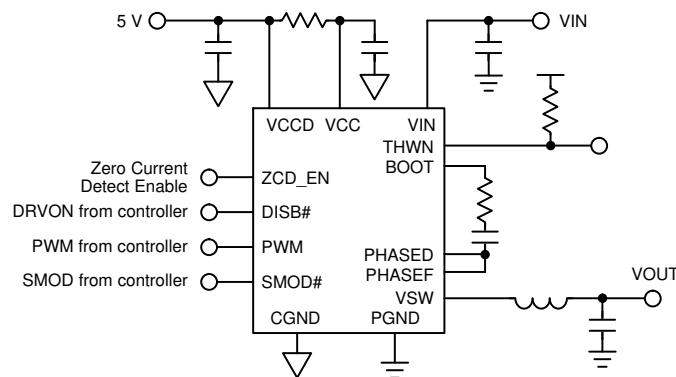 5 V
VIN
VCCD VCC VIN
THWN
BOOT
Zero Current
Detect Enable
ZCD_EN
DRVON from controller
DISB#
PWM from controller
PWM
SMOD from controller
SMOD#
PHASED
PHASEF
VSW
VOUT
CGND PGND